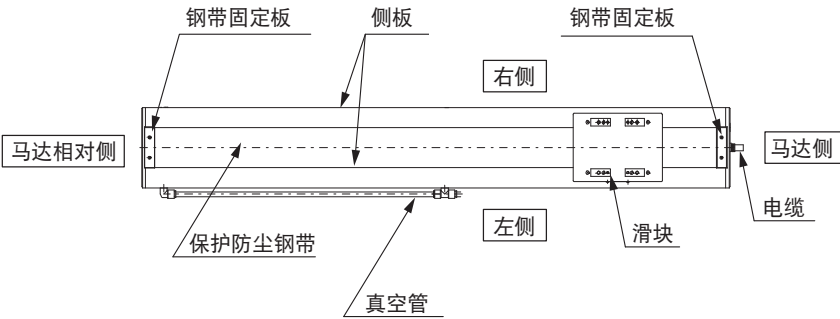 钢带固定板
侧板
钢带固定板
右侧
马达相对侧
马达侧
电缆
左侧
滑块
保护防尘钢带
真空管